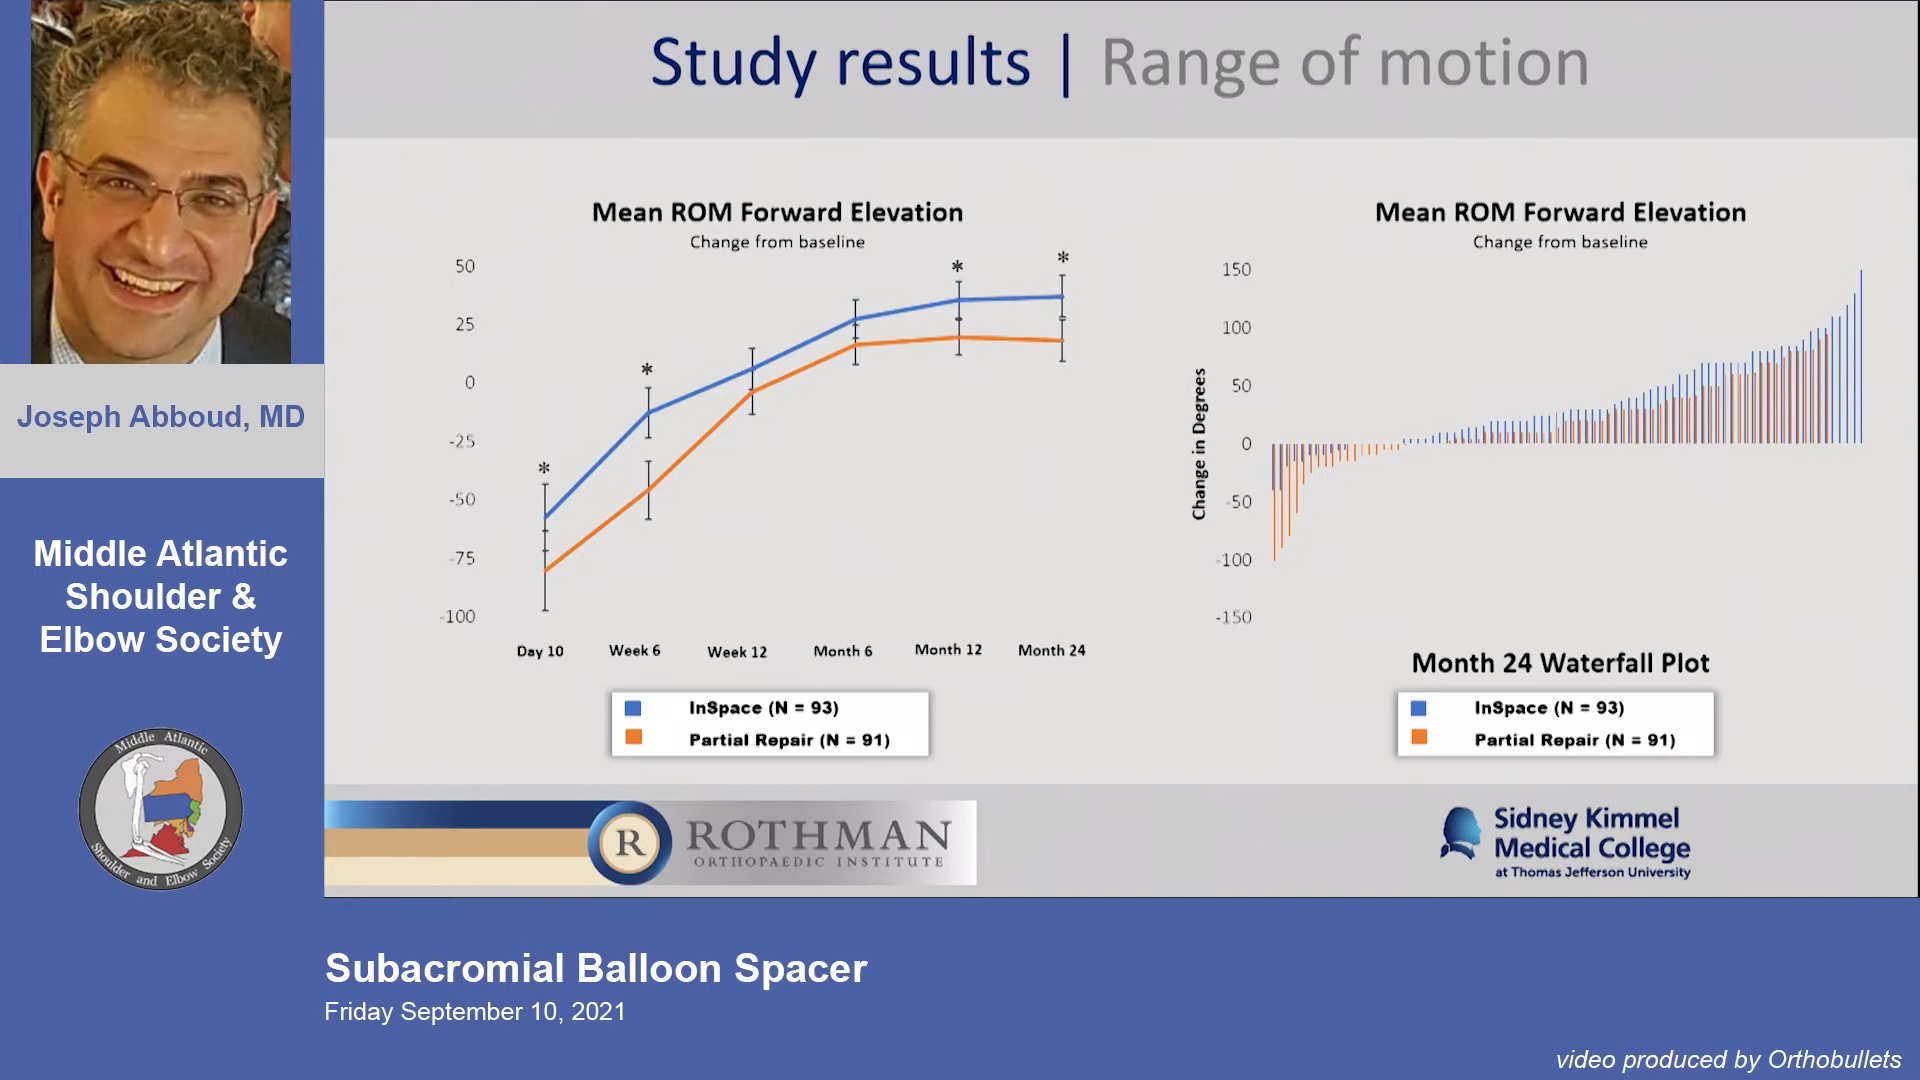 Study results | Range of motion
Joseph Abboud, MD
Middle Atlantic
Shoulder &
Elbow Society
Middle Atlantic
Shoulder and Elbow Society
Mean ROM Forward Elevation
Change from baseline
50
25
0
-25
-50
-75
-100
*
*
*
*
Day 10
Week 6
Week 12
Month 6
Month 12
Month 24
InSpace (N = 93)
Partial Repair (N = 91)
Mean ROM Forward Elevation
Change from baseline
Change in Degrees
150
100
50
0
-50
-100
-150
Month 24 Waterfall Plot
InSpace (N = 93)
Partial Repair (N = 91)
R
ROTHMAN
ORTHOPAEDIC INSTITUTE
Sidney Kimmel
Medical College
at Thomas Jefferson University
Subacromial Balloon Spacer
Friday September 10, 2021
video produced by Orthobullets